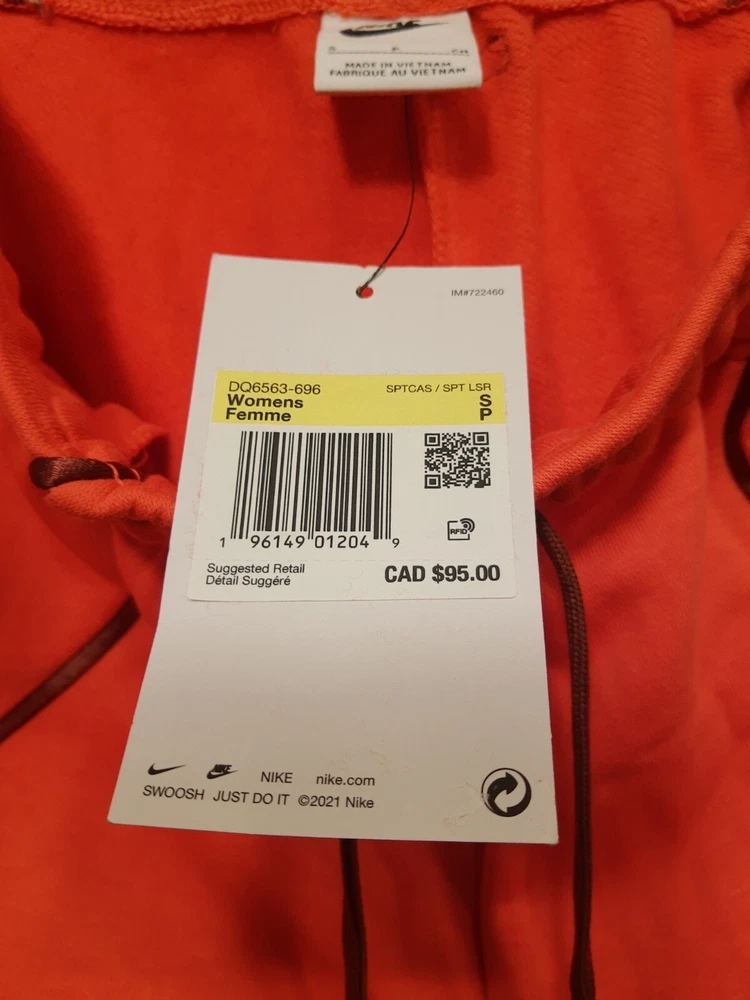 S P CH
MADE IN VIETNAM
FABRIQUE AU VIETNAM
IM#722460
DQ6563-696 SPTCAS / SPT LSR
Womens S
Femme P
1 96149 01204 9
RFID
Suggested Retail
Détail Suggéré
CAD $95.00
NIKE nike.com
SWOOSH JUST DO IT ©2021 Nike